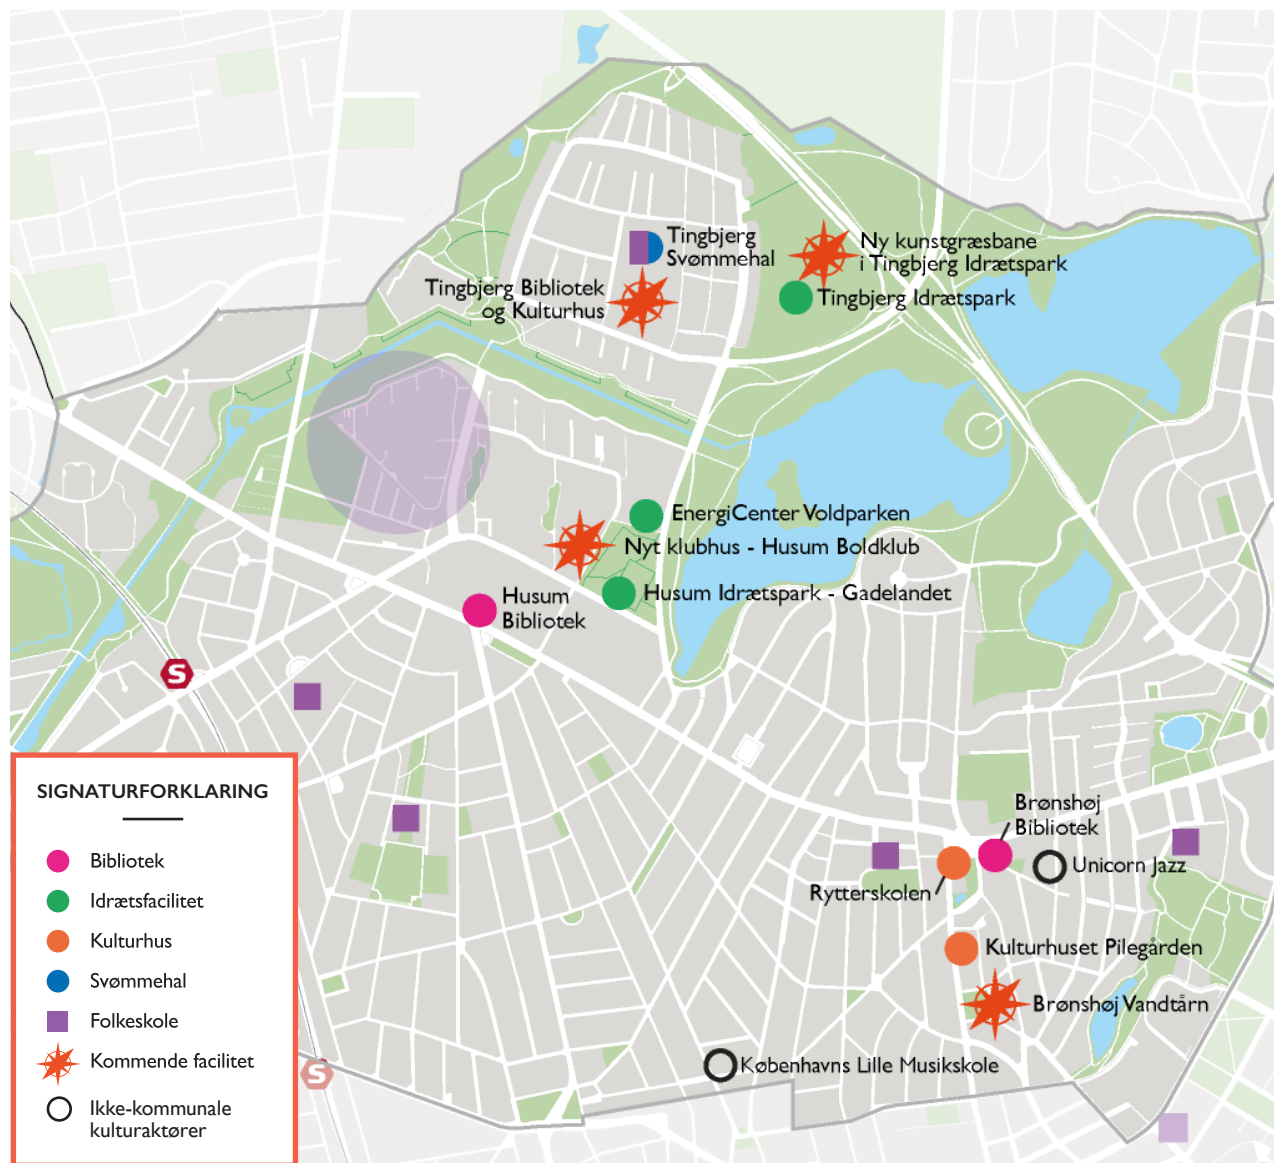 Tingbjerg
Svømmehal
Ny kunstgræsbane
i Tingbjerg Idrætspark
Tingbjerg Bibliotek
og Kulturhus
Tingbjerg Idrætspark
EnergiCenter Voldparken
Nyt klubhus - Husum Boldklub
Husum Idrætspark - Gadelandet
Husum
Bibliotek
S
Brønshøj
Bibliotek
Unicorn Jazz
Rytterskolen
Kulturhuset Pilegården
Brønshøj Vandtårn
Københavns Lille Musikskole
S
SIGNATURFORKLARING
Bibliotek
Idrætsfacilitet
Kulturhus
Svømmehal
Folkeskole
Kommende facilitet
Ikke-kommunale
kulturaktører